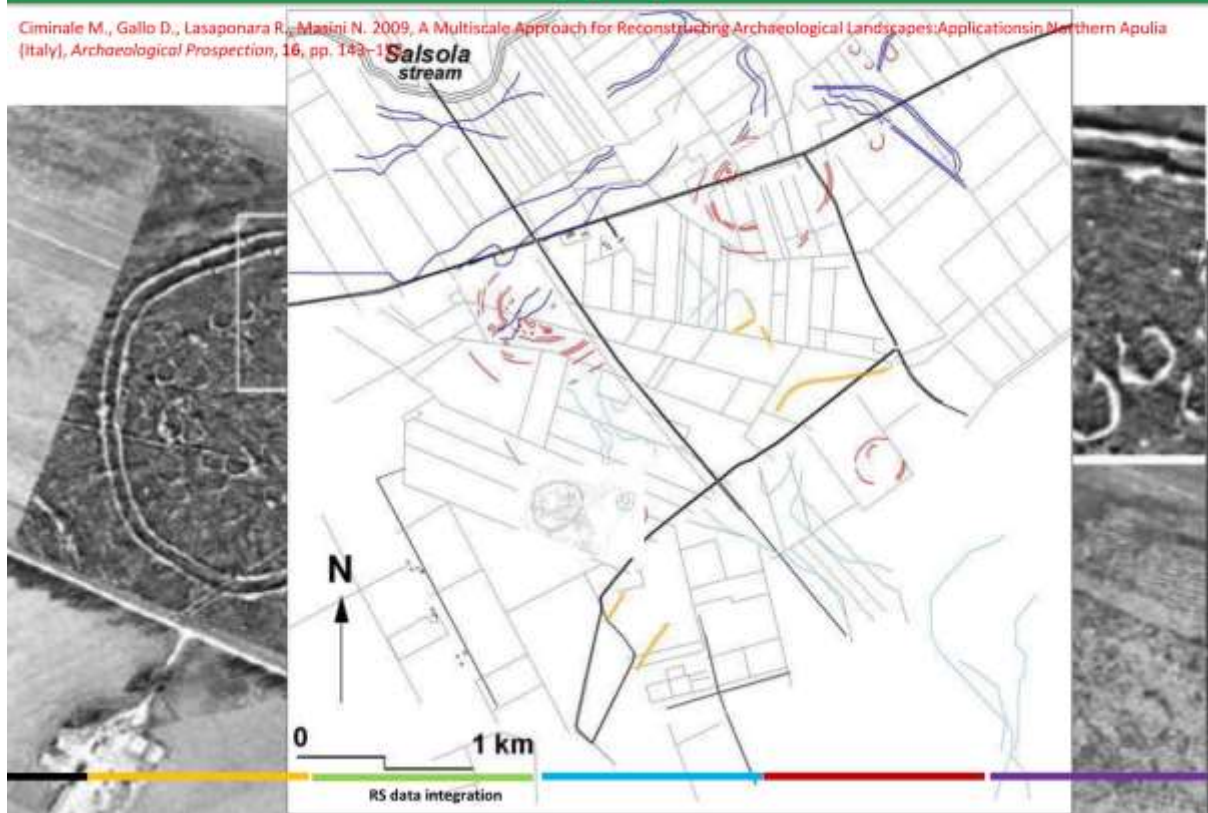 Ciminale M., Gallo D., Lasaponara R., Masini N. 2009, A Multiscale Approach for Reconstructing Archaeological Landscapes:Applicationsin Northern Apulia
(Italy), Archaeological Prospection, 16, pp. 143–
Salsola
stream
N
0 1 km
RS data integration